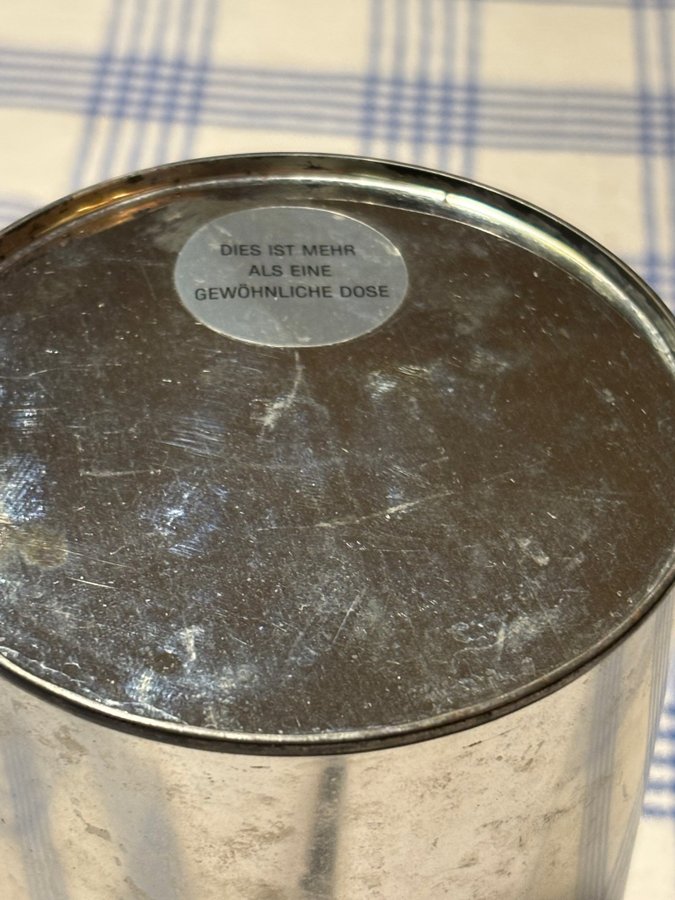 DIES IST MEHR
ALS EINE
GEWÖHNLICHE DOSE